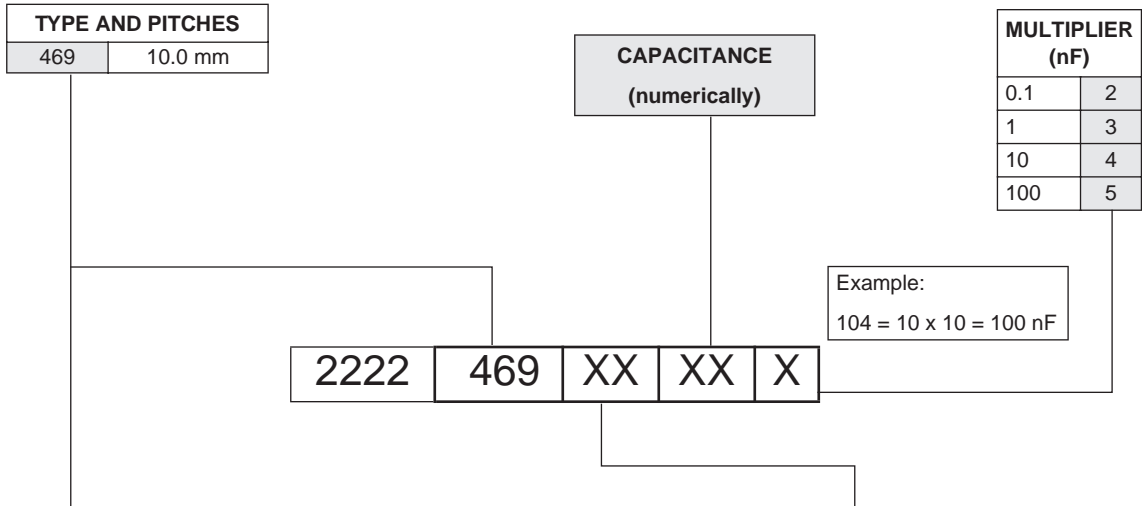 TYPE AND PITCHES
469 10.0 mm
CAPACITANCE
(numerically)
MULTIPLIER
(nF)
0.1 2
1 3
10 4
100 5
Example:
104 = 10 x 10 = 100 nF
2222 469 XX XX X